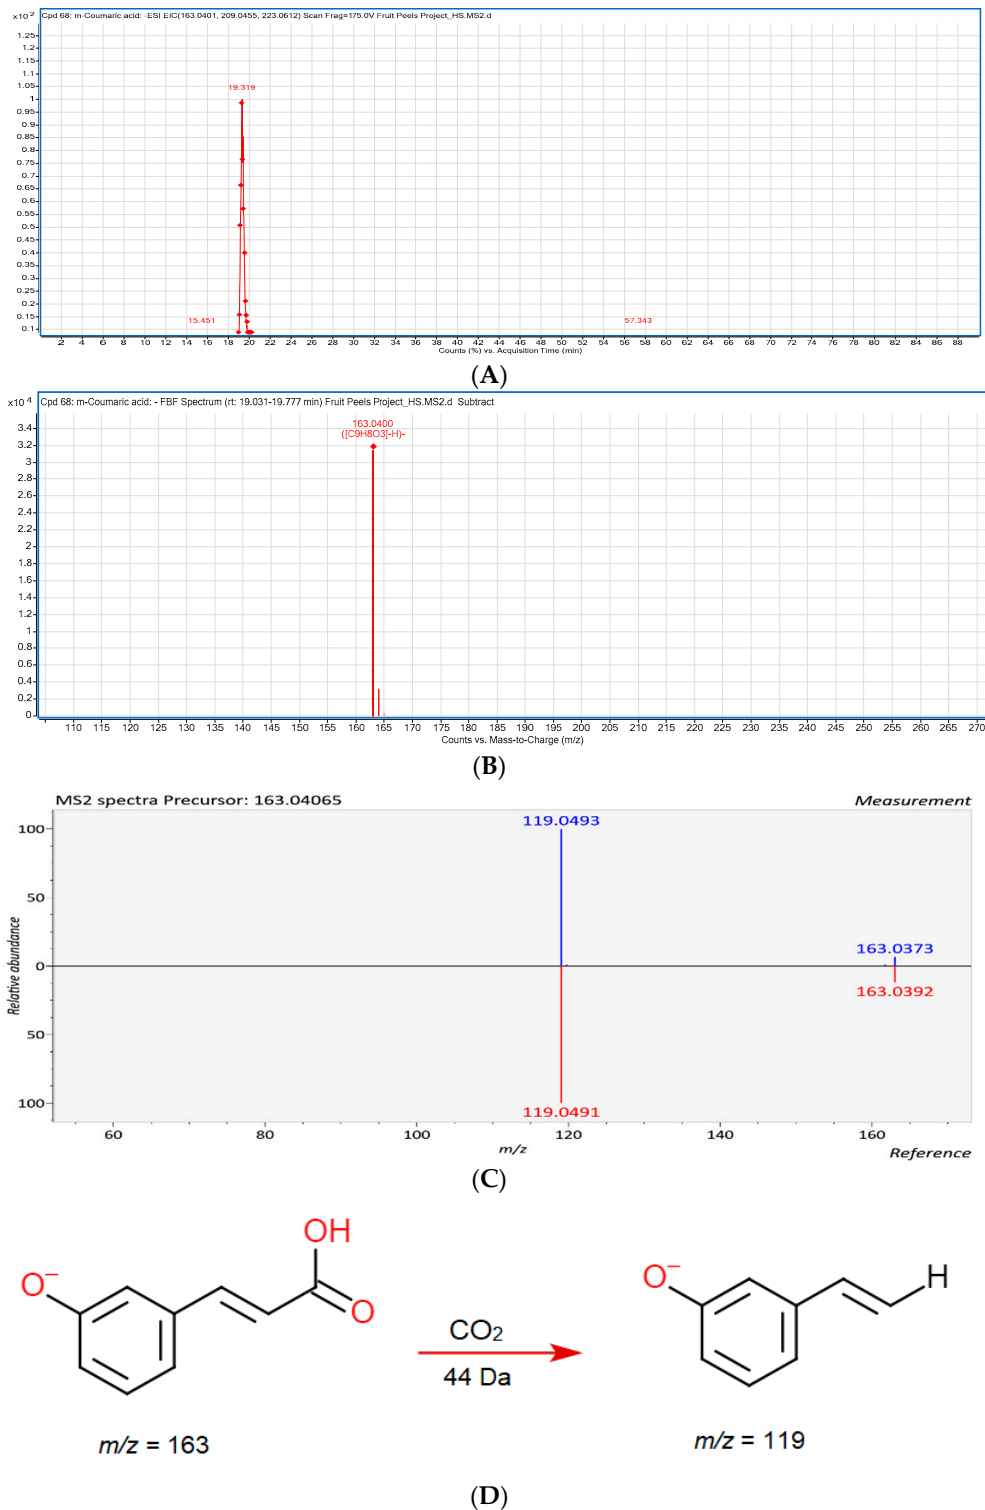 x10 2 Cpd 68: m-Coumaric acid: -ESI EIC(163.0401, 209.0455, 223.0612) Scan Frag=175.0V Fruit Peels Project_HS.MS2.d
1.25
1.2
1.15
1.1
1.05
19.319
1
0.95
0.9
0.85
0.8
0.75
0.7
0.65
0.6
0.55
0.5
0.45
0.4
0.35
0.3
0.25
0.2
0.15
15.451 57.343
0.1
2 4 6 8 10 12 14 16 18 20 22 24 26 28 30 32 34 36 38 40 42 44 46 48 50 52 54 56 58 60 62 64 66 68 70 72 74 76 78 80 82 84 86 88
Counts (%) vs. Acquisition Time (min)
(A)
x10 4 Cpd 68: m-Coumaric acid: - FBF Spectrum (rt: 19.031-19.777 min) Fruit Peels Project_HS.MS2.d Subtract
3.4
163.0400
([C9H8O3]-H)-
3.2
3
2.8
2.6
2.4
2.2
2
1.8
1.6
1.4
1.2
1
0.8
0.6
0.4
0.2
0
110 115 120 125 130 135 140 145 150 155 160 165 170 175 180 185 190 195 200 205 210 215 220 225 230 235 240 245 250 255 260 265 270
Counts vs. Mass-to-Charge (m/z)
(B)
MS2 spectra Precursor: 163.04065 Measurement
119.0493
100
50
163.0373
0
163.0392
50
100
119.0491
Relative abundance
60 80 100 120 140 160
m/z
Reference
(C)
OH
O−
O
CO2
44 Da
O−
H
m/z = 163
m/z = 119
(D)